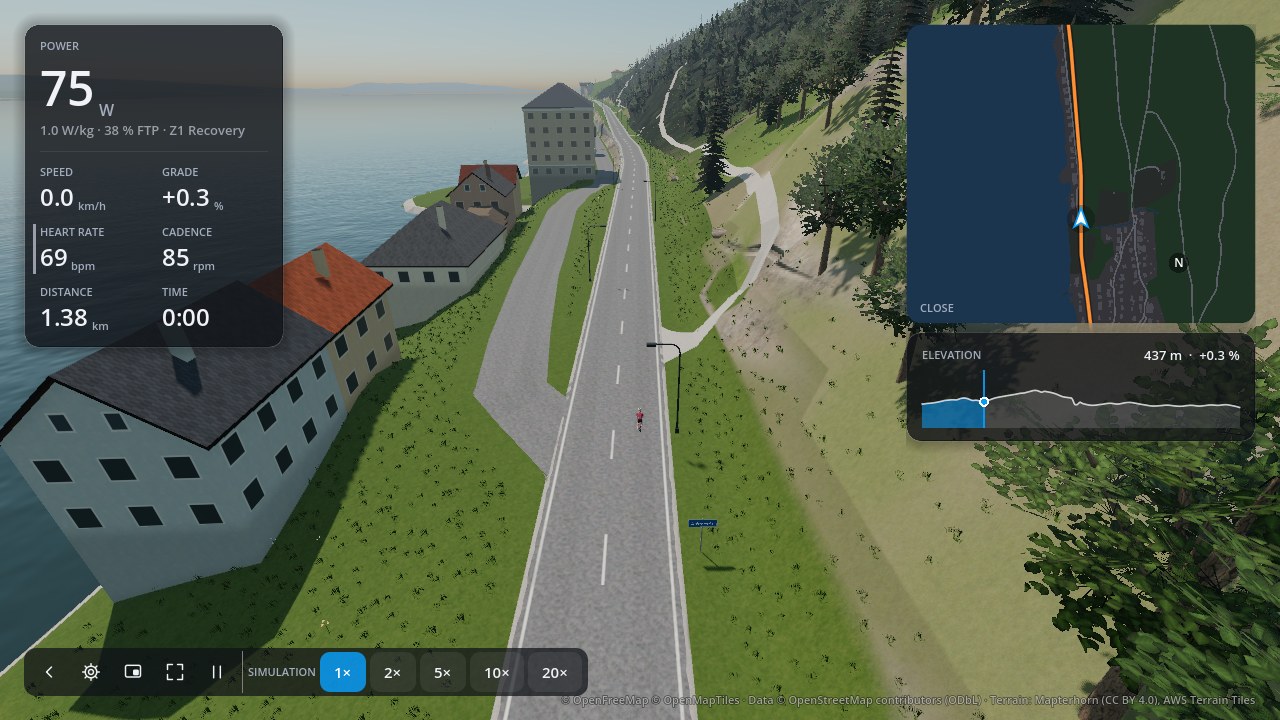 POWER
75 W
1.0 W/kg · 38 % FTP · Z1 Recovery
SPEED GRADE
0.0 km/h +0.3 %
HEART RATE CADENCE
69 bpm 85 rpm
DISTANCE TIME
1.38 km 0:00
N
CLOSE
ELEVATION 437 m · +0.3 %
SIMULATION 1× 2× 5× 10× 20×
© OpenFreeMap © OpenMapTiles · Data © OpenStreetMap contributors (ODbL) · Terrain: Mapterhorn (CC BY 4.0), AWS Terrain Tiles